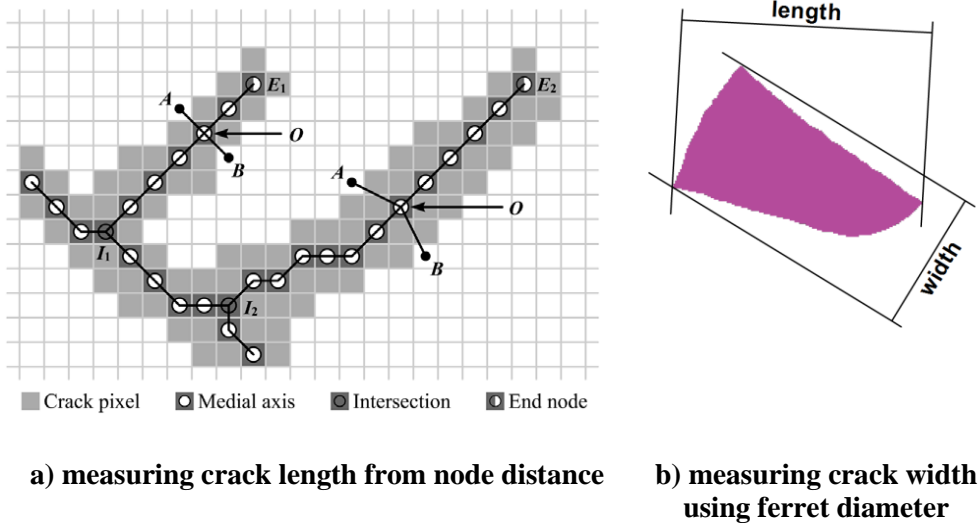 length
E1
A
O
B
E2
A
O
B
I1
I2
width
Crack pixel
Medial axis
Intersection
End node
a) measuring crack length from node distance
b) measuring crack width
using ferret diameter